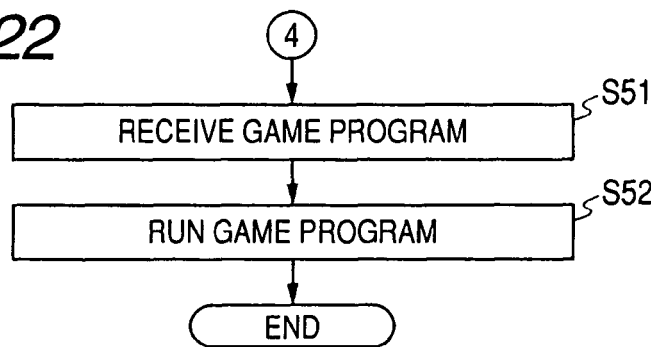 22
4
S51
RECEIVE GAME PROGRAM
S52
RUN GAME PROGRAM
END